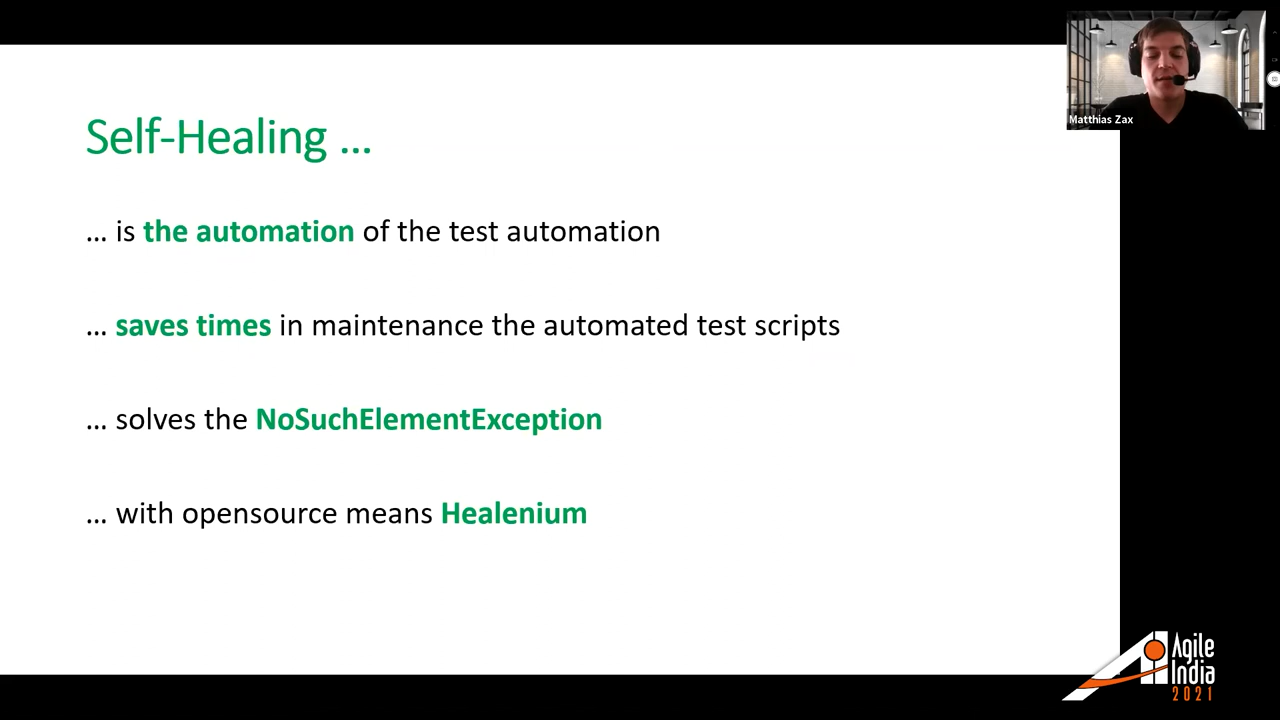 Matthias Zax
Self-Healing ...
... is the automation of the test automation
... saves times in maintenance the automated test scripts
... solves the NoSuchElementException
... with opensource means Healenium
Agile
India
2021